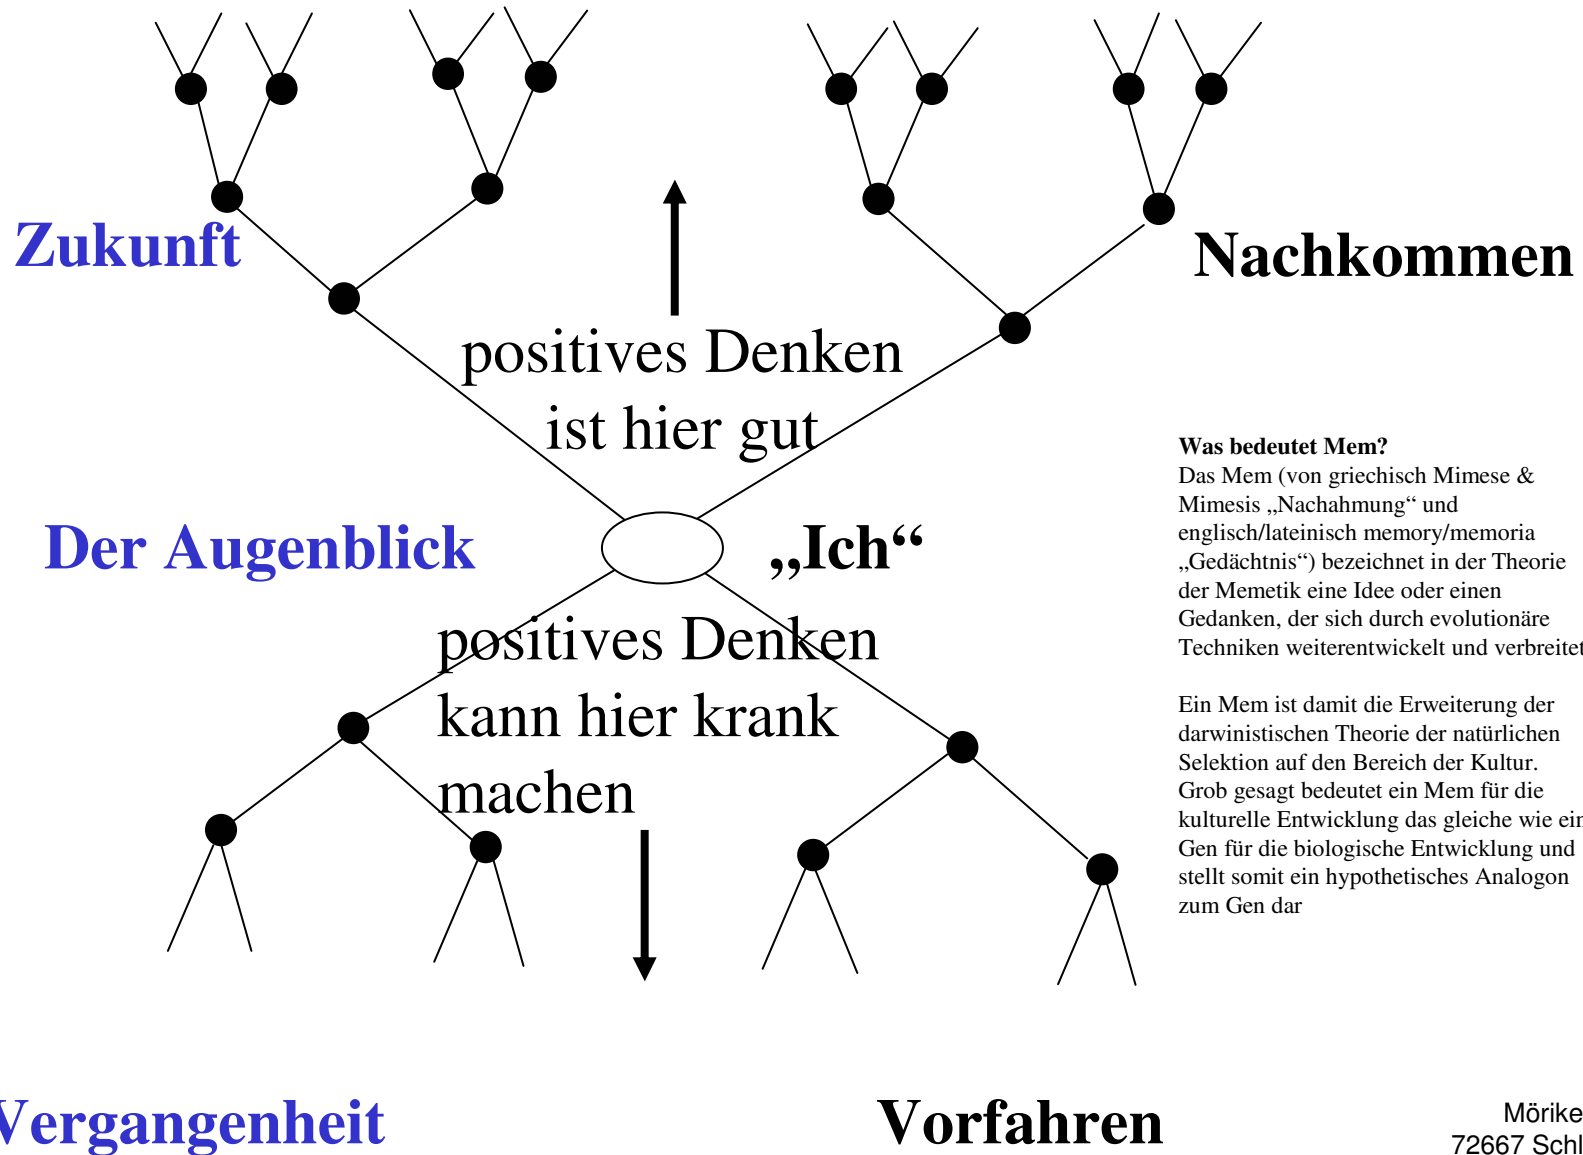 Zukunft
Nachkommen
positives Denken
ist hier gut
Was bedeutet Mem?
Das Mem (von griechisch Mimese &
Mimesis „Nachahmung“ und
englisch/lateinisch memory/memoria
„Gedächtnis“) bezeichnet in der Theorie
der Memetik eine Idee oder einen
Gedanken, der sich durch evolutionäre
Techniken weiterentwickelt und verbreitet
Der Augenblick
„Ich“
positives Denken
kann hier krank
machen
Ein Mem ist damit die Erweiterung der
darwinistischen Theorie der natürlichen
Selektion auf den Bereich der Kultur.
Grob gesagt bedeutet ein Mem für die
kulturelle Entwicklung das gleiche wie ein
Gen für die biologische Entwicklung und
stellt somit ein hypothetisches Analogon
zum Gen dar
Vergangenheit
Vorfahren
Mörike
72667 Schl